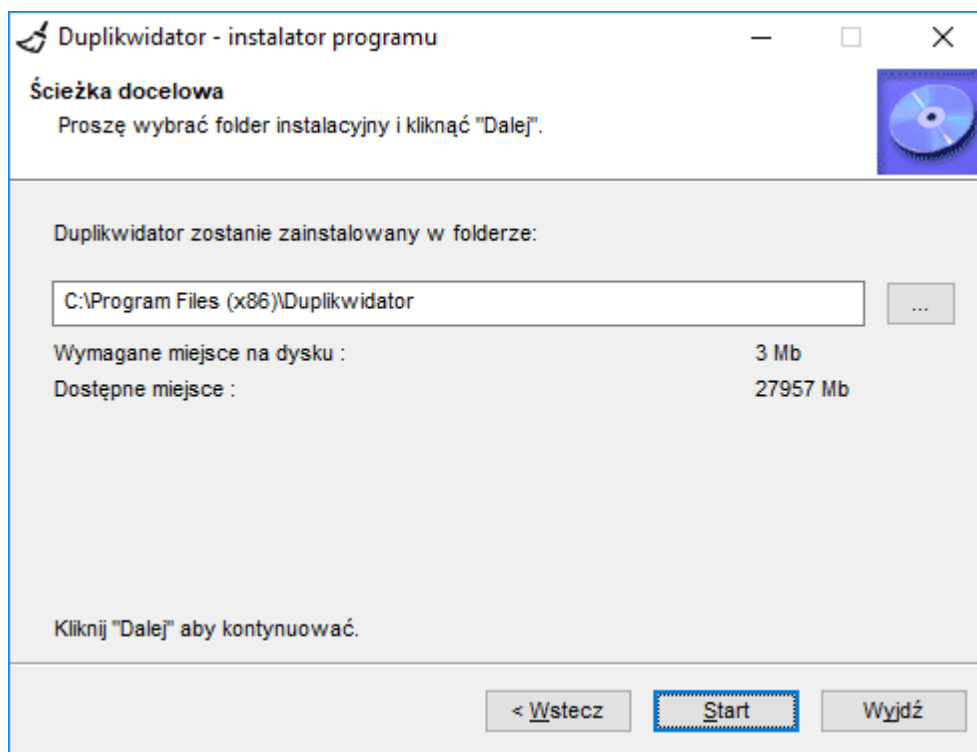 Duplikwidator - instalator programu
Ścieżka docelowa
Proszę wybrać folder instalacyjny i kliknąć "Dalej".
Duplikwidator zostanie zainstalowany w folderze:
C:\Program Files (x86)\Duplikwidator
...
Wymagane miejsce na dysku : 3 Mb
Dostępne miejsce : 27957 Mb
Kliknij "Dalej" aby kontynuować.
< Wstecz Start Wyjdź